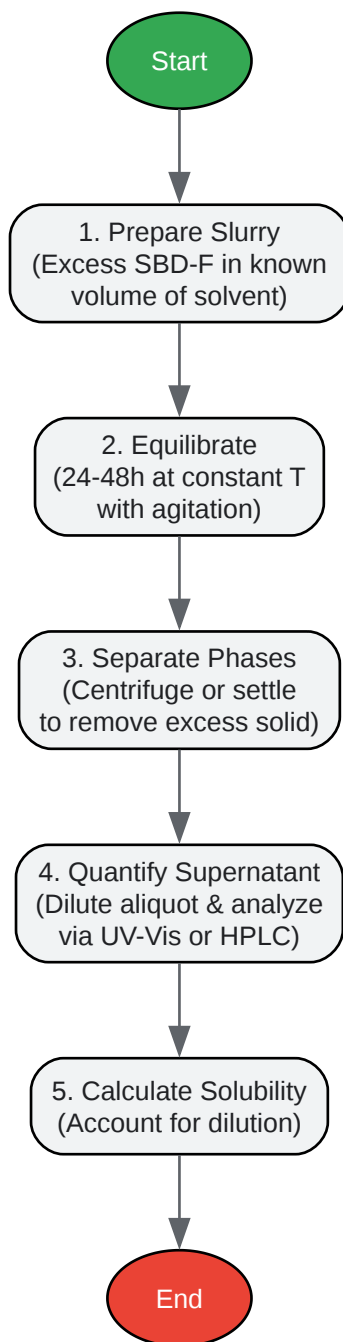 Start
1. Prepare Slurry
(Excess SBD-F in known
volume of solvent)
2. Equilibrate
(24-48h at constant T
with agitation)
3. Separate Phases
(Centrifuge or settle
to remove excess solid)
4. Quantify Supernatant
(Dilute aliquot & analyze
via UV-Vis or HPLC)
5. Calculate Solubility
(Account for dilution)
End